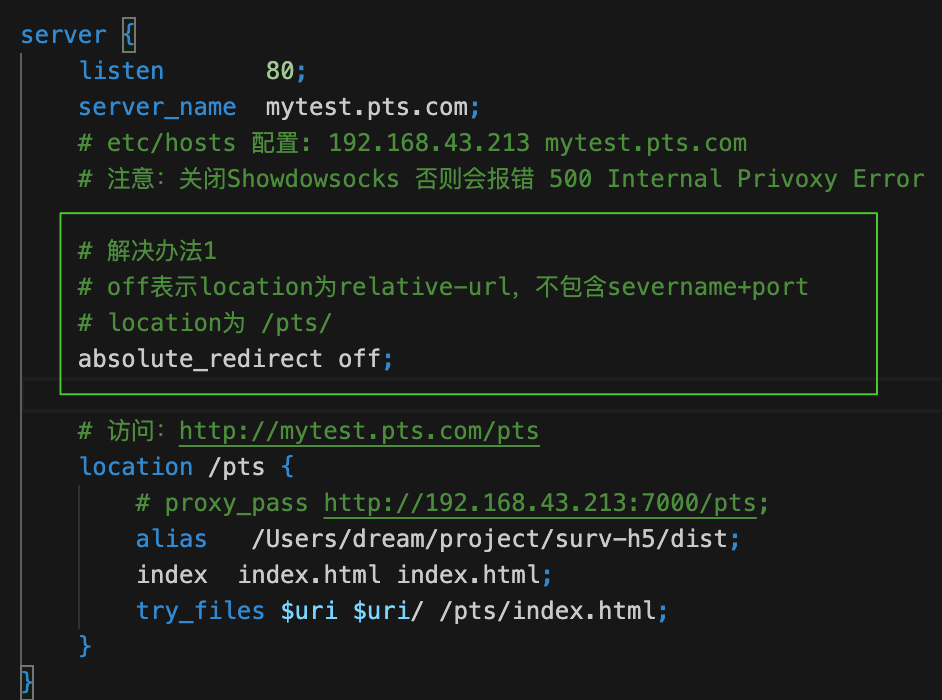 server {
listen 80;
server_name mytest.pts.com;
# etc/hosts 配置: 192.168.43.213 mytest.pts.com
# 注意：关闭Showdowsocks 否则会报错 500 Internal Privoxy Error
# 解决办法1
# off表示location为relative-url，不包含severname+port
# location为 /pts/
absolute_redirect off;
# 访问：http://mytest.pts.com/pts
location /pts {
# proxy_pass http://192.168.43.213:7000/pts;
alias /Users/dream/project/surv-h5/dist;
index index.html index.html;
try_files $uri $uri/ /pts/index.html;
}
}